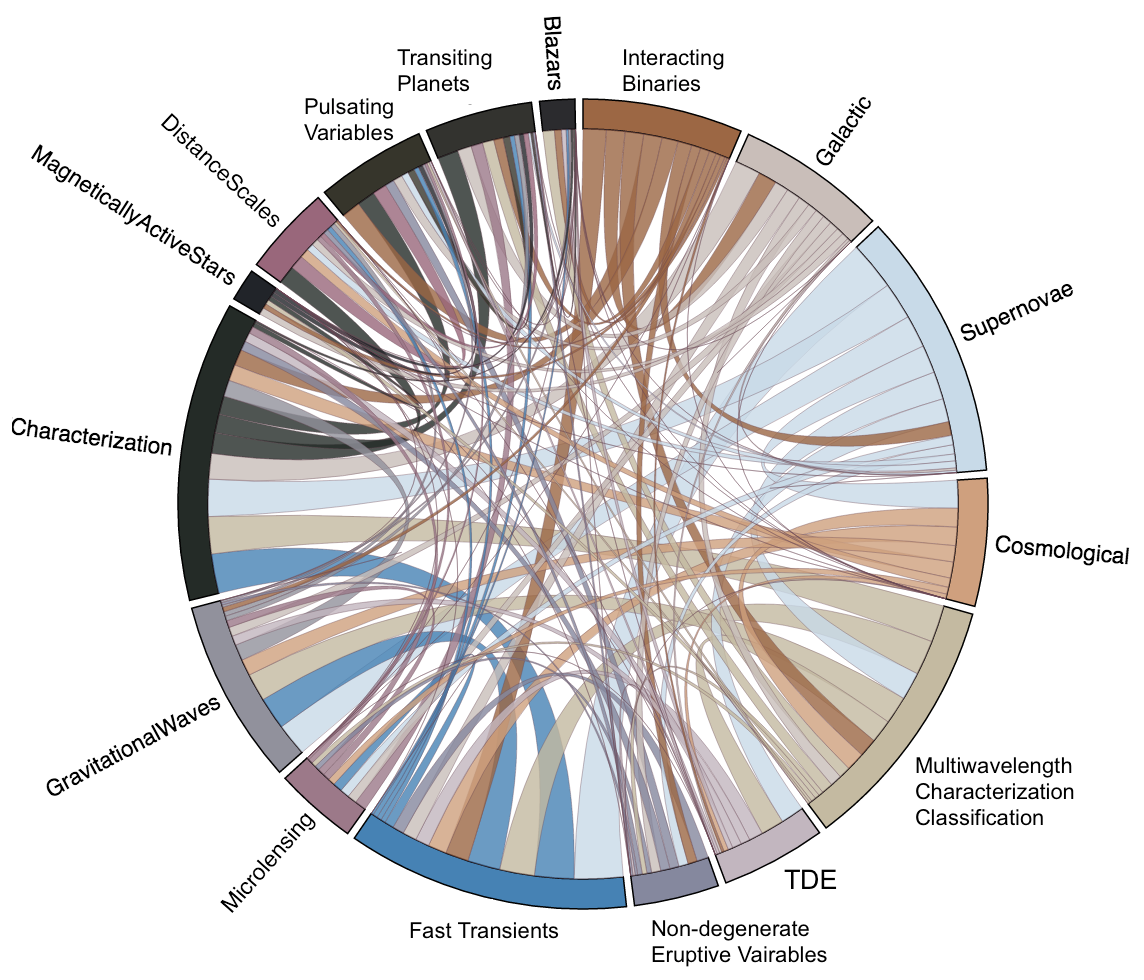 Blazars
Interacting
Binaries
Galactic
Supernovae
Cosmological
Multiwavelength
Characterization
Classification
TDE
Non-degenerate
Eruptive Vairables
Fast Transients
Microlensing
GravitationalWaves
Characterization
MagneticallyActiveStars
DistanceScales
Pulsating
Variables
Transiting
Planets